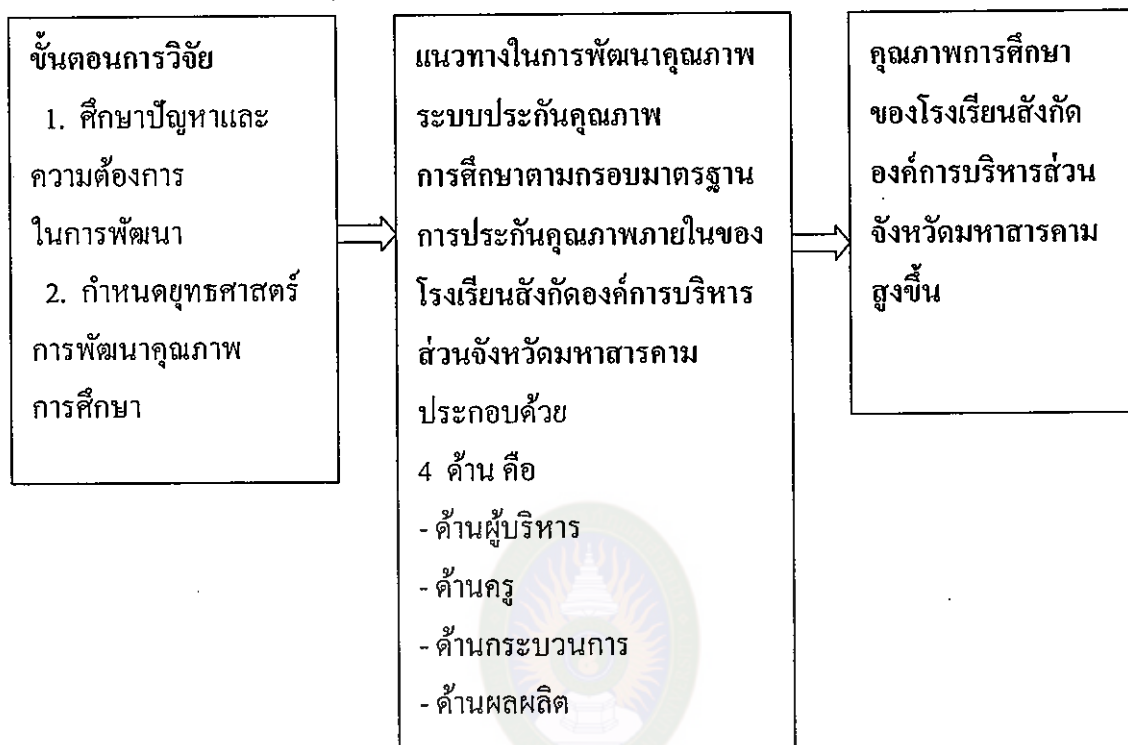 ขั้นตอนการวิจัย
1. ศึกษาปัญหาและ
ความต้องการ
ในการพัฒนา
2. กำหนดยุทธศาสตร์
การพัฒนาคุณภาพ
การศึกษา
แนวทางในการพัฒนาคุณภาพ
ระบบประกันคุณภาพ
การศึกษาตามกรอบมาตรฐาน
การประกันคุณภาพภายในของ
โรงเรียนสังกัดองค์การบริหาร
ส่วนจังหวัดมหาสารคาม
ประกอบด้วย
4 ด้าน คือ
- ด้านผู้บริหาร
- ด้านครู
- ด้านกระบวนการ
- ด้านผลผลิต
คุณภาพการศึกษา
ของโรงเรียนสังกัด
องค์การบริหารส่วน
จังหวัดมหาสารคาม
สูงขึ้น